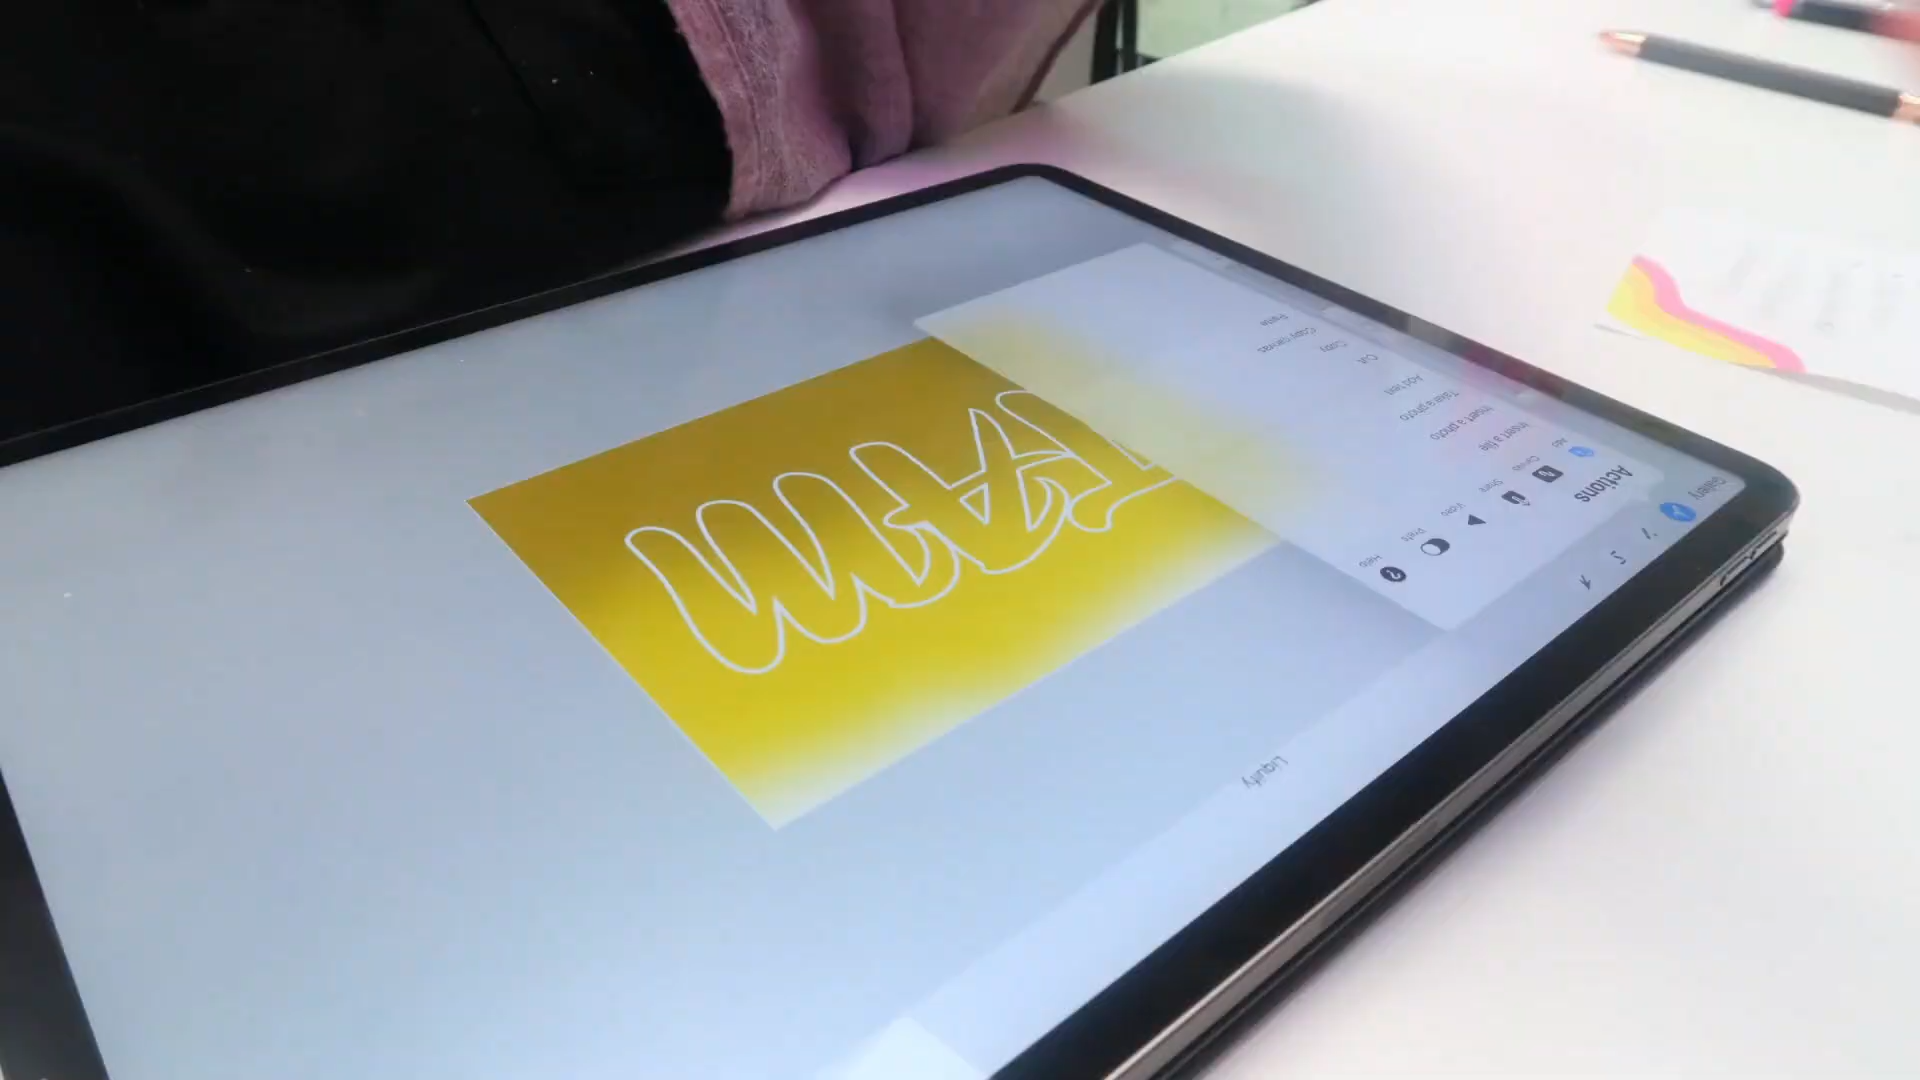 Gallery
Actions
Add
Canvas
Share
Video
Prefs
Help
Insert a file
Insert a photo
Take a photo
Add text
Cut
Copy
Copy canvas
Paste
Liquify